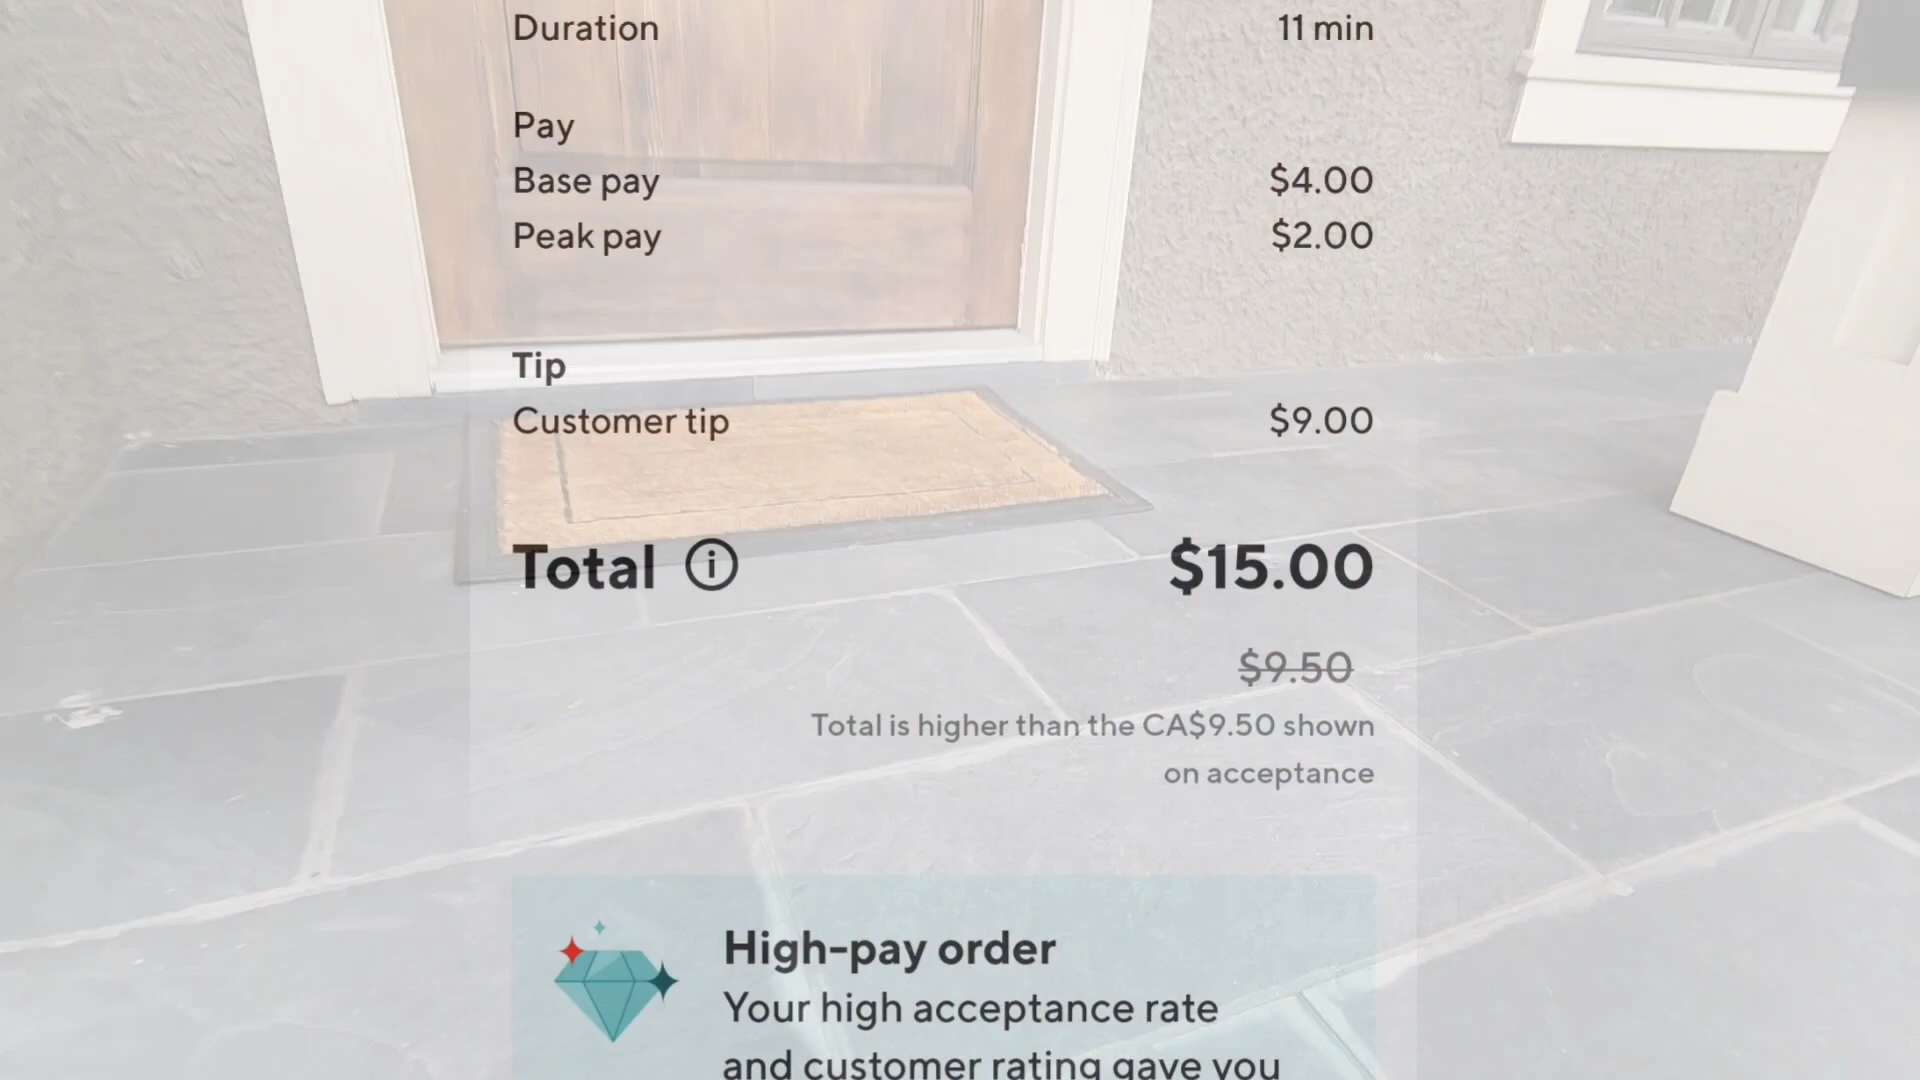 Duration 11 min
Pay
Base pay $4.00
Peak pay $2.00
Tip
Customer tip $9.00
Total $15.00
$9.50
Total is higher than the CA$9.50 shown
on acceptance
High-pay order
Your high acceptance rate
and customer rating gave you